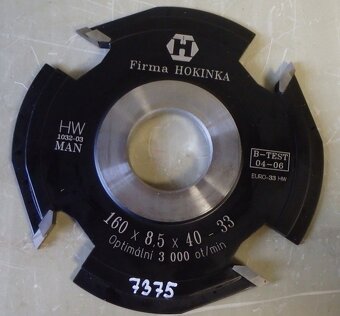 H
Firma HOKINKA
HW
1032-03
MAN
B-TEST
04-06
EURO-33 HW
160 x 8,5 x 40 - 33
Optimální 3 000 ot/min
7375